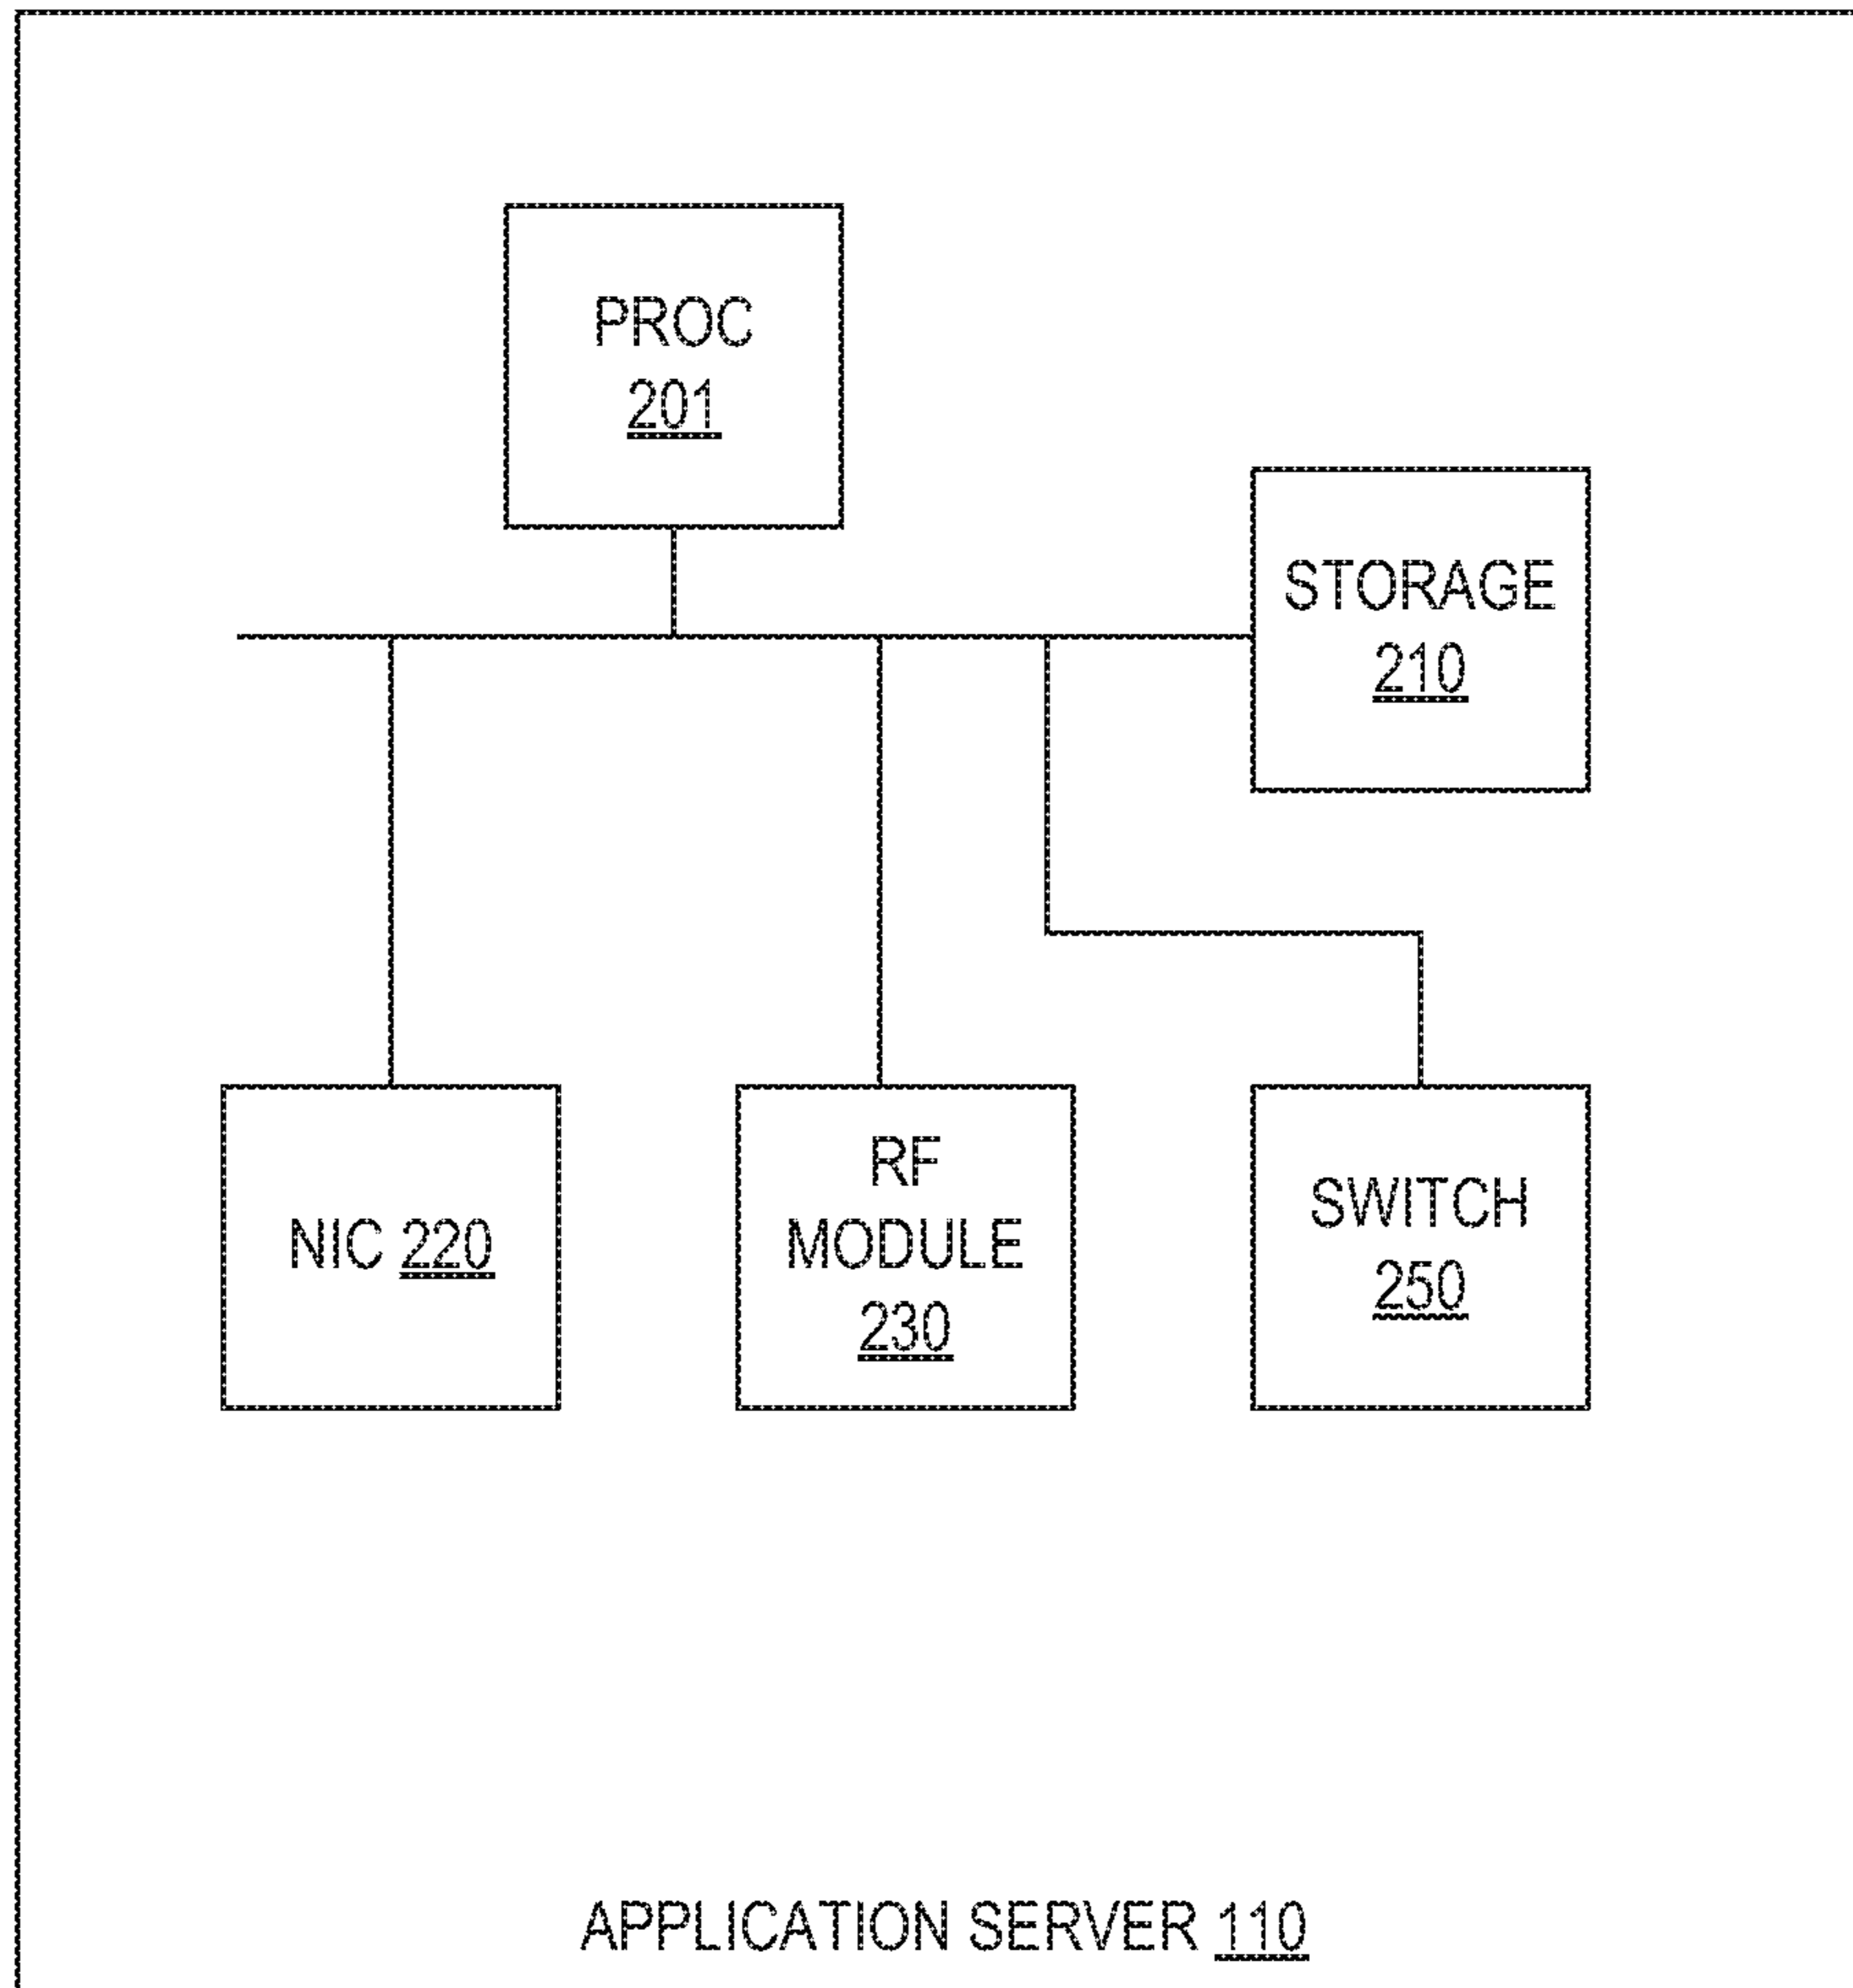 PROC
201
STORAGE
210
NIC 220
RF
MODULE
230
SWITCH
250
APPLICATION SERVER 110